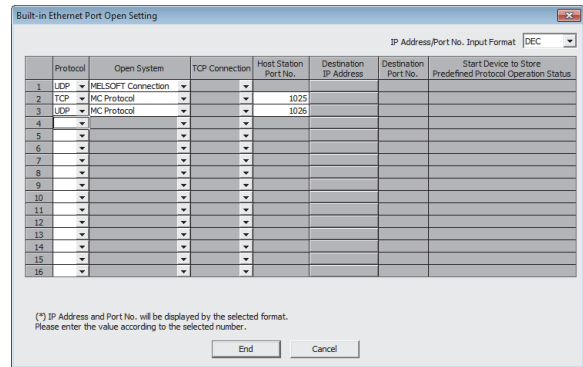 Built-in Ethernet Port Open Setting
IP Address/Port No. Input Format DEC
Protocol Open System TCP Connection Host Station Port No. Destination IP Address Destination Port No. Start Device to Store Predefined Protocol Operation Status
1 UDP MELSOFT Connection
2 TCP MC Protocol 1025
3 UDP MC Protocol 1026
4
5
6
7
8
9
10
11
12
13
14
15
16
(*) IP Address and Port No. will be displayed by the selected format.
Please enter the value according to the selected number.
End Cancel